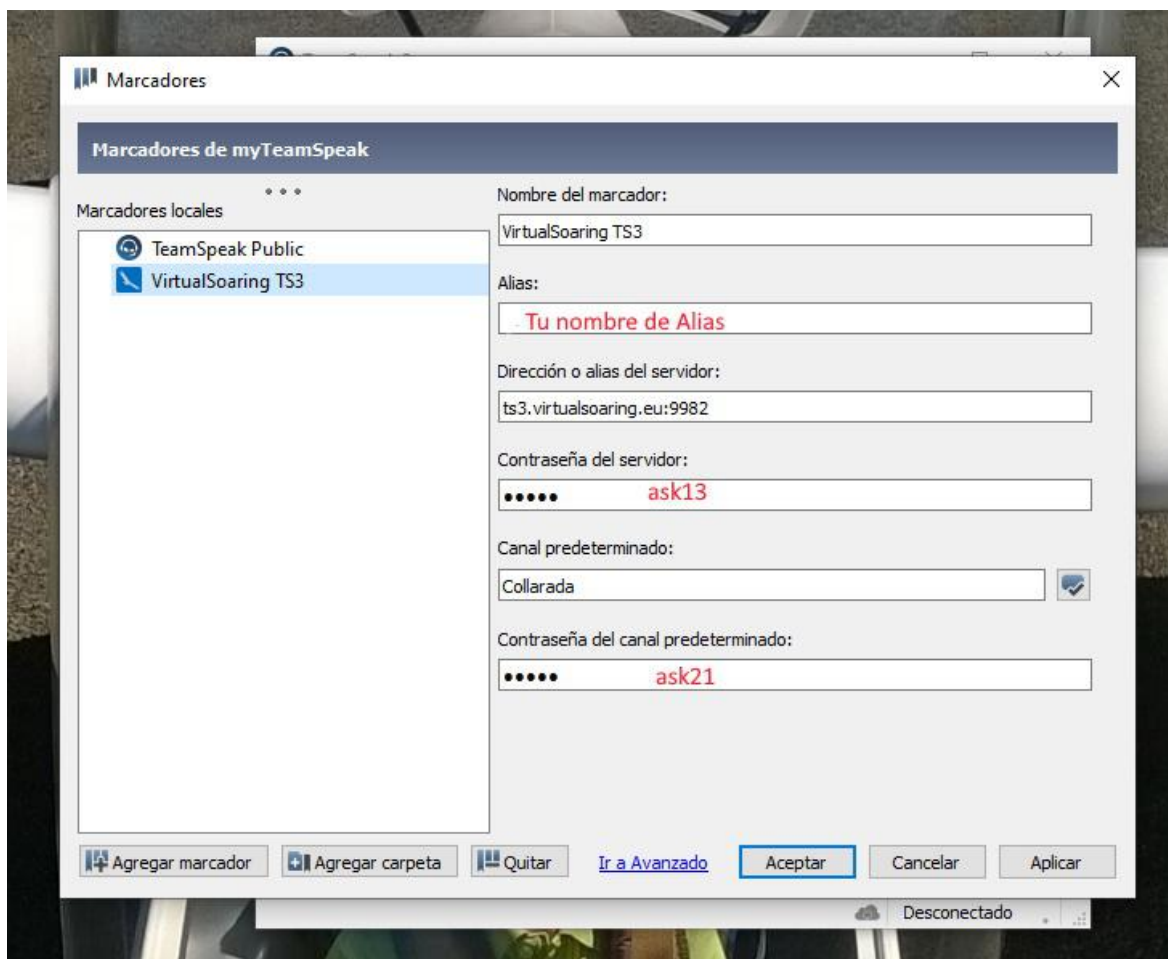 Marcadores
Marcadores de myTeamSpeak
Marcadores locales
TeamSpeak Public
VirtualSoaring TS3
Nombre del marcador:
VirtualSoaring TS3
Alias:
Tu nombre de Alias
Dirección o alias del servidor:
ts3.virtualsoaring.eu:9982
Contraseña del servidor:
••••• ask13
Canal predeterminado:
Collarada
Contraseña del canal predeterminado:
••••• ask21
Agregar marcador Agregar carpeta Quitar Ir a Avanzado Aceptar Cancelar Aplicar
Desconectado